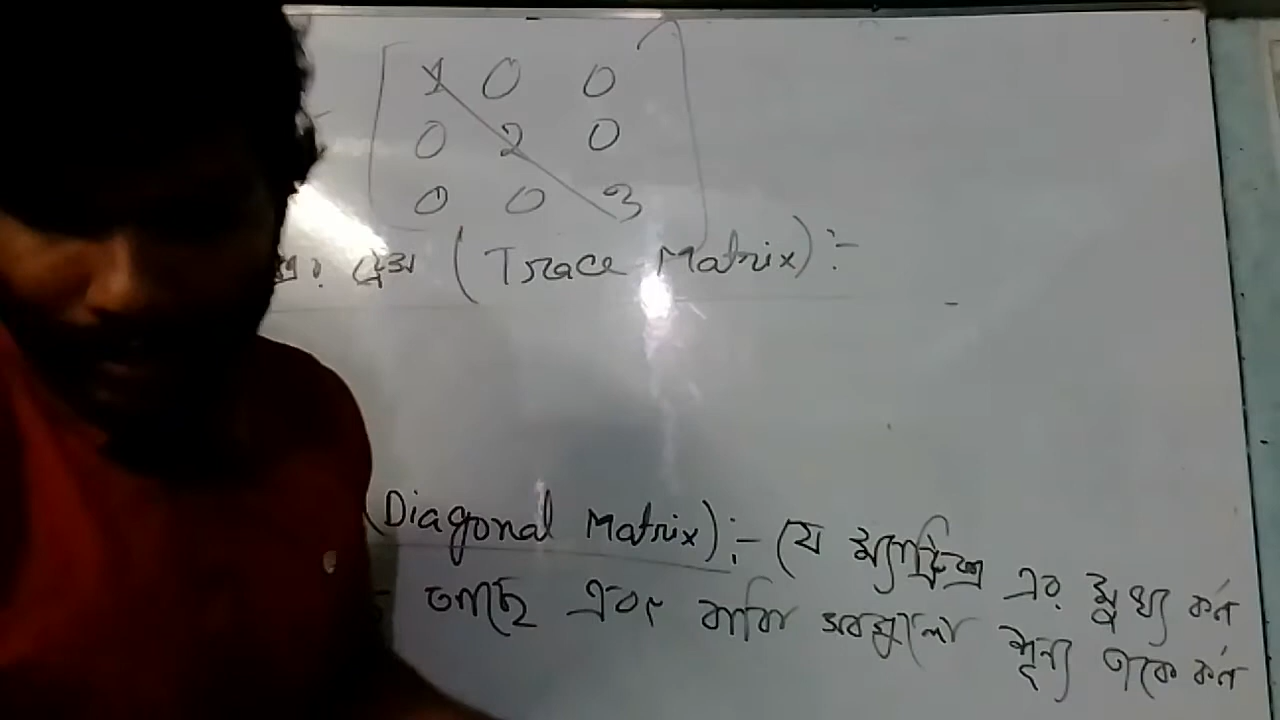 1 0 0
0 2 0
0 0 3
ট্রেস (Trace Matrix):-
(Diagonal Matrix):- যে ম্যাট্রিক্স এর মুখ্য কর্ণ
আছে এবং বাকি সবগুলো শূন্য তাকে কর্ণ